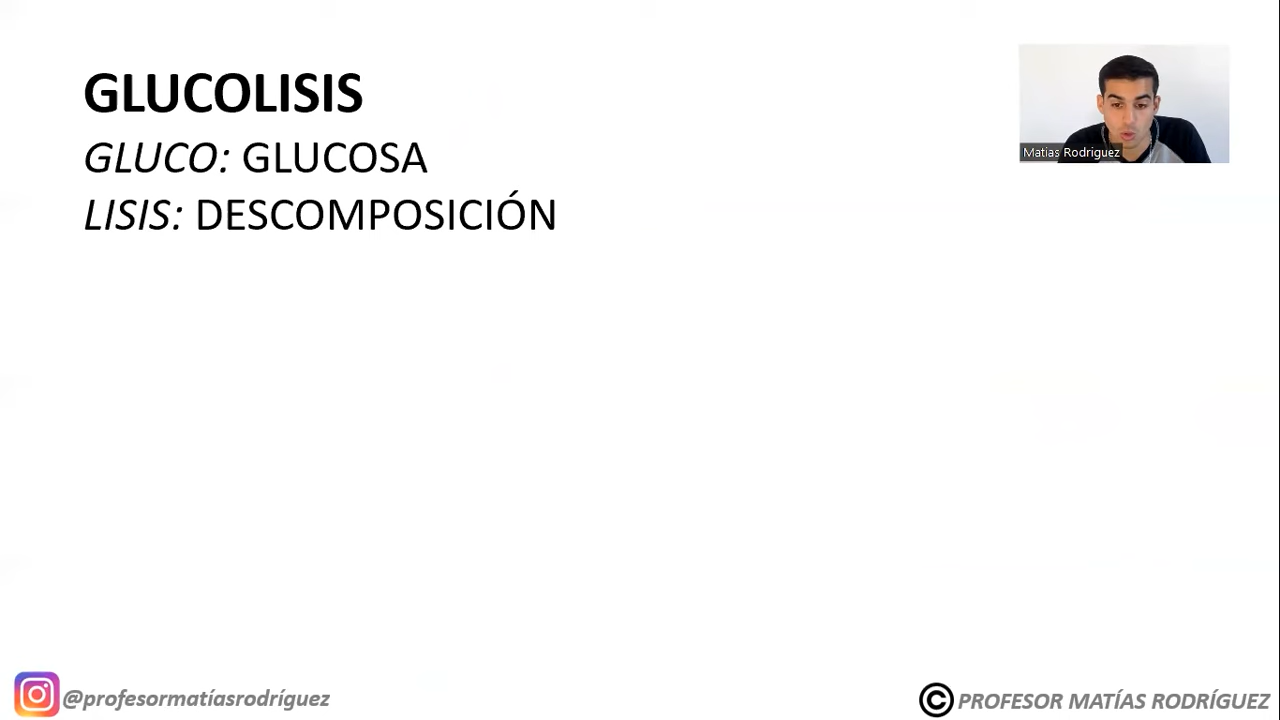 GLUCOLISIS
GLUCO: GLUCOSA
LISIS: DESCOMPOSICIÓN
Matias Rodriguez
@profesormatíasrodríguez
© PROFESOR MATÍAS RODRÍGUEZ